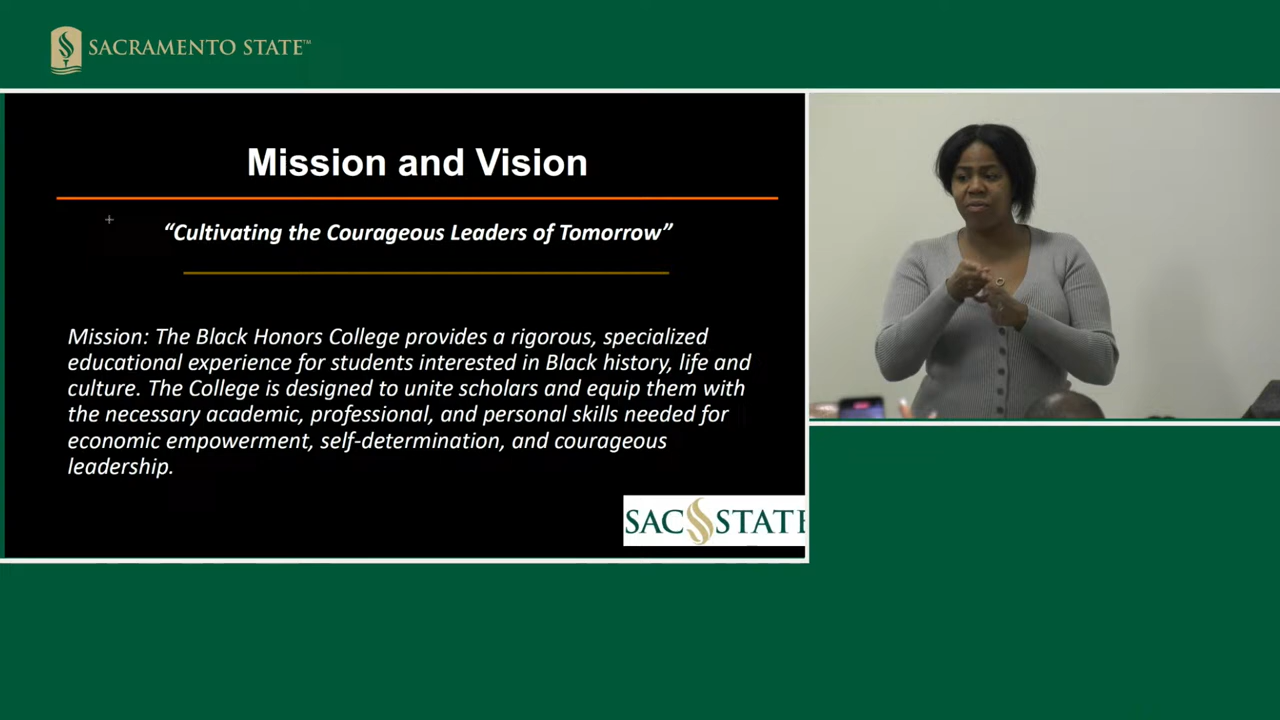 SACRAMENTO STATE™
Mission and Vision
“Cultivating the Courageous Leaders of Tomorrow”
Mission: The Black Honors College provides a rigorous, specialized
educational experience for students interested in Black history, life and
culture. The College is designed to unite scholars and equip them with
the necessary academic, professional, and personal skills needed for
economic empowerment, self-determination, and courageous
leadership.
SAC STATE